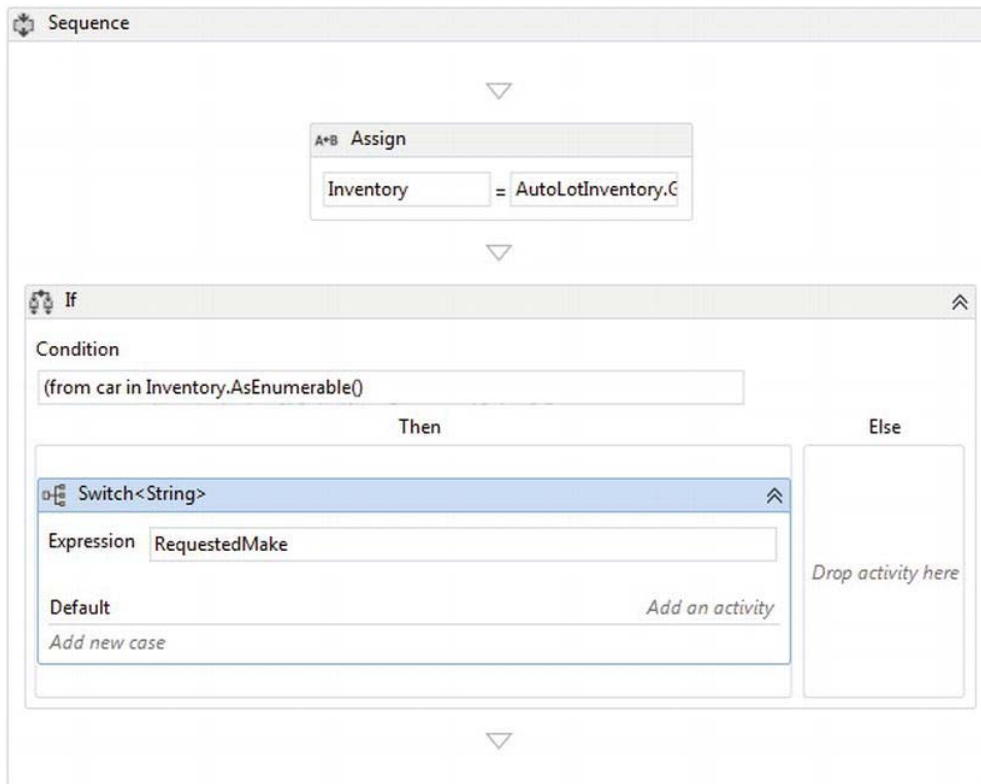 Sequence
A+B Assign
Inventory = AutoLotInventory.G
If
Condition
(from car in Inventory.AsEnumerable()
Then Else
Switch<String>
Expression RequestedMake
Drop activity here
Default Add an activity
Add new case